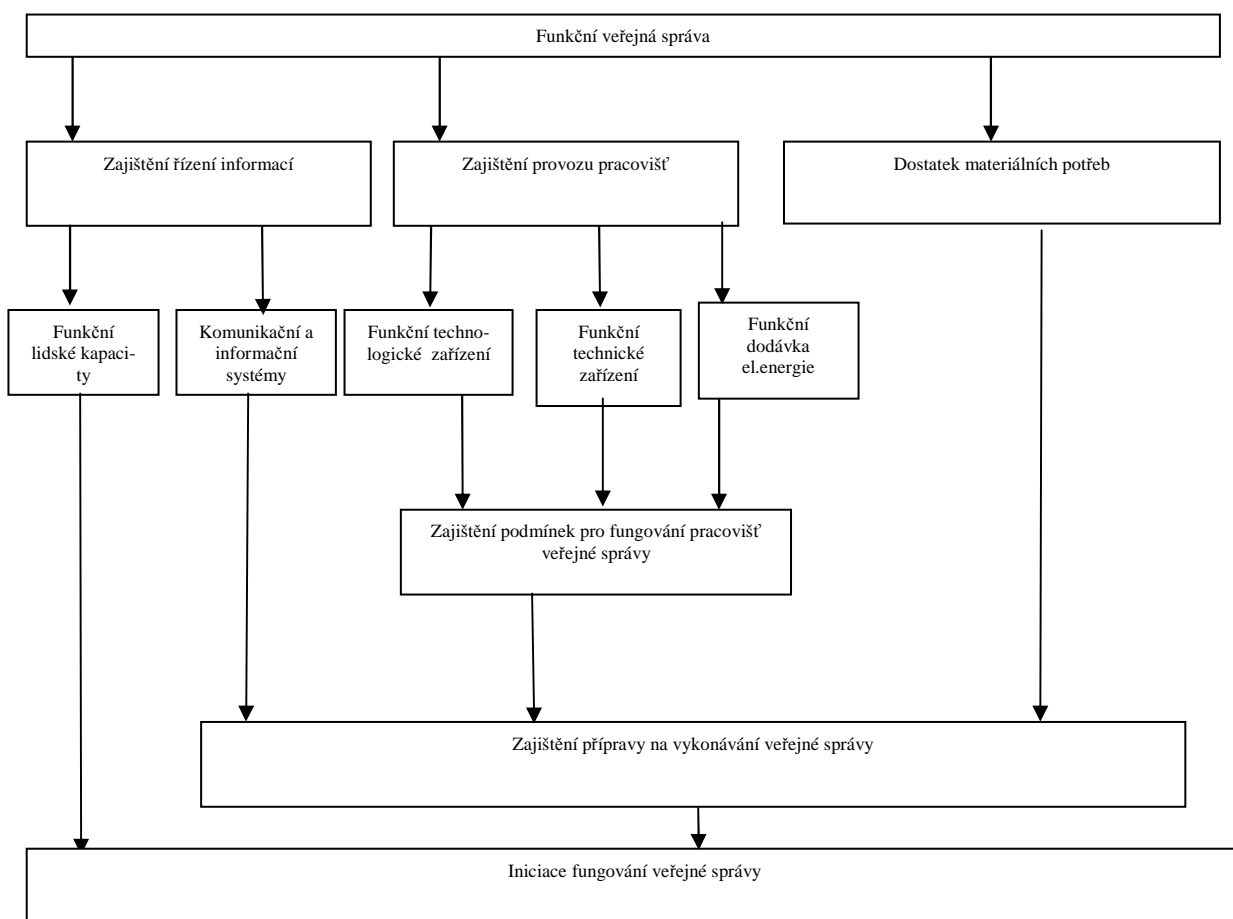 Funkční veřejná správa
Zajištění řízení informací
Zajištění provozu pracovišť
Dostatek materiálních potřeb
Funkční
lidské kapaci-
ty
Komunikační a
informační
systémy
Funkční techno-
logické zařízení
Funkční
technické
zařízení
Funkční
dodávka
el.energie
Zajištění podmínek pro fungování pracovišť
veřejné správy
Zajištění přípravy na vykonávání veřejné správy
Iniciace fungování veřejné správy